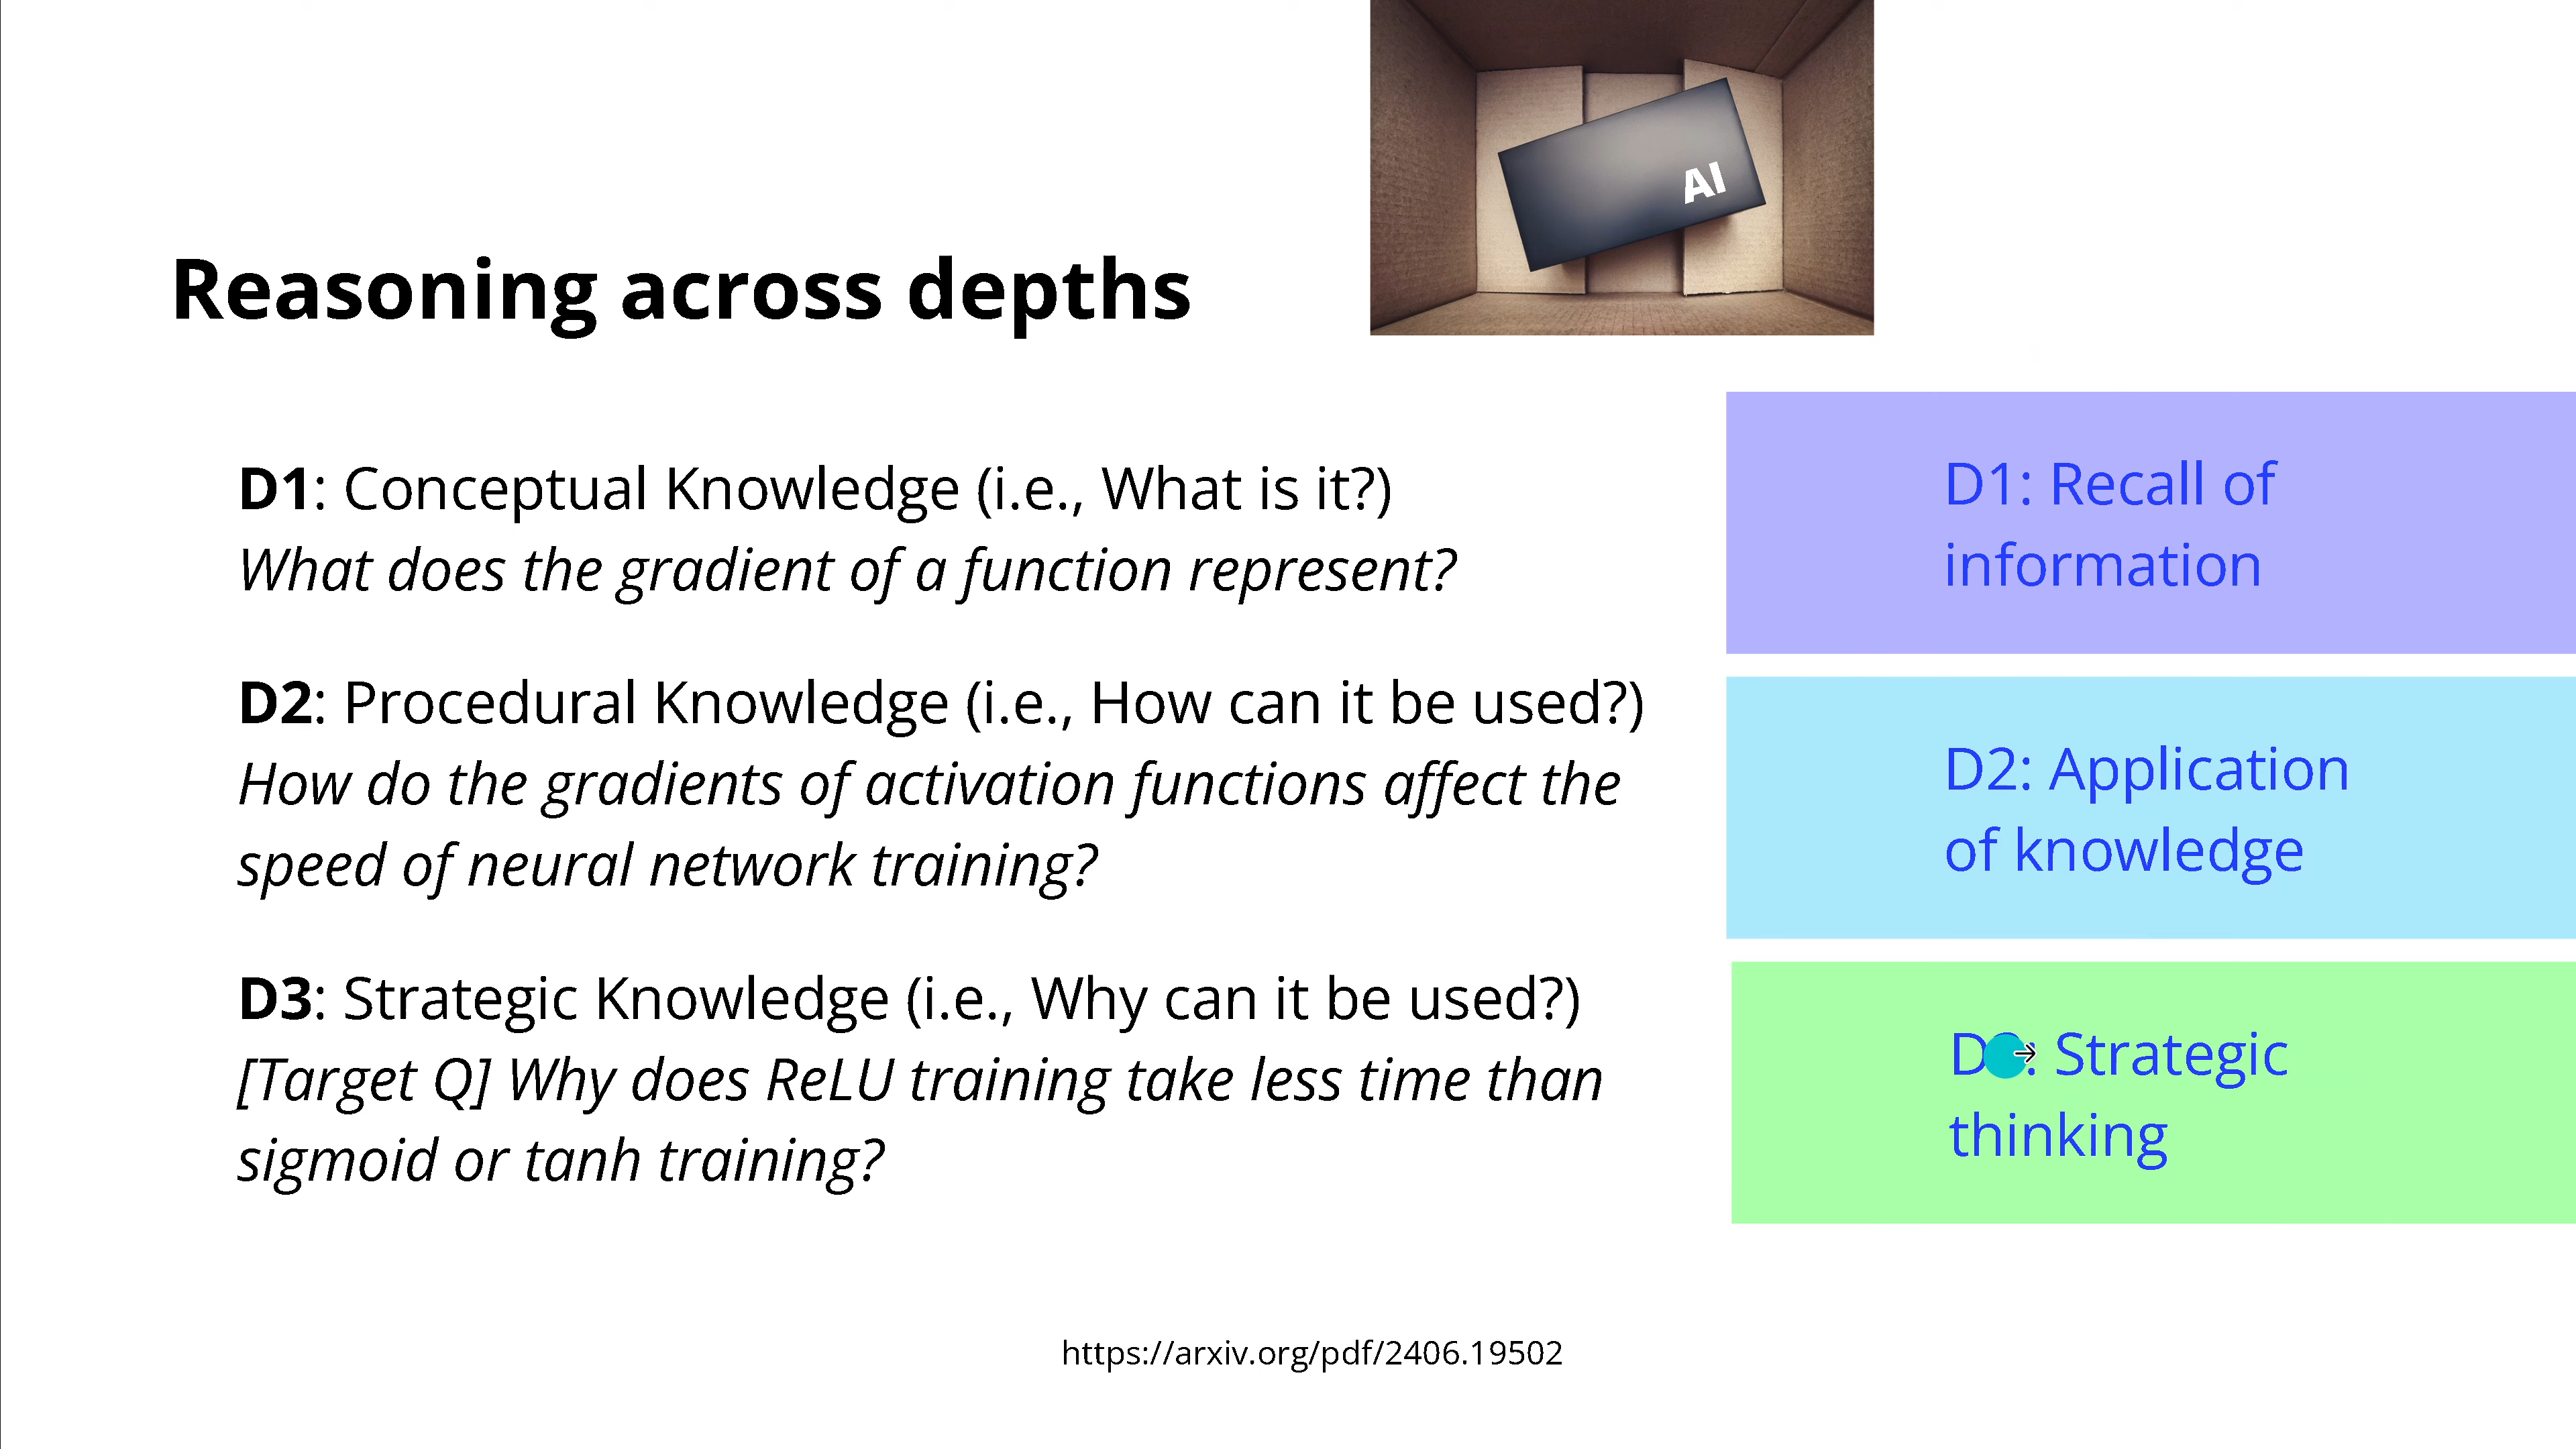 AI
Reasoning across depths
D1: Conceptual Knowledge (i.e., What is it?)
What does the gradient of a function represent?
D2: Procedural Knowledge (i.e., How can it be used?)
How do the gradients of activation functions affect the
speed of neural network training?
D3: Strategic Knowledge (i.e., Why can it be used?)
[Target Q] Why does ReLU training take less time than
sigmoid or tanh training?
D1: Recall of
information
D2: Application
of knowledge
Strategic
thinking
https://arxiv.org/pdf/2406.19502